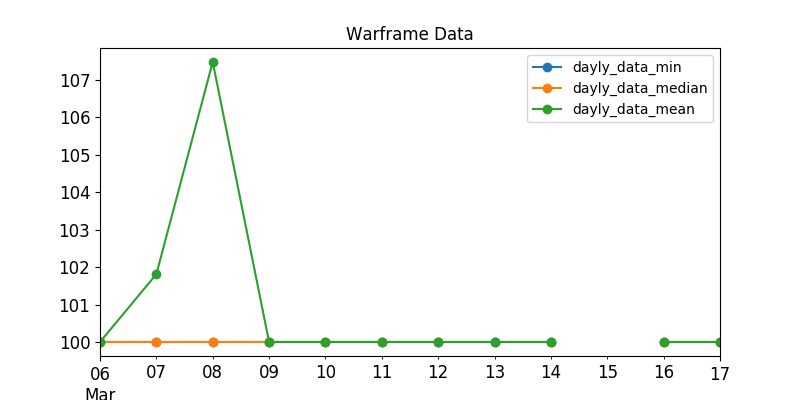 Warframe Data
dayly_data_min
dayly_data_median
dayly_data_mean
107
106
105
104
103
102
101
100
06 07 08 09 10 11 12 13 14 15 16 17
Mar